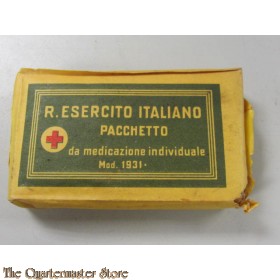 R. ESERCITO ITALIANO
PACCHETTO
da medicazione individuale
Mod. 1931-
The Quartermaster Store